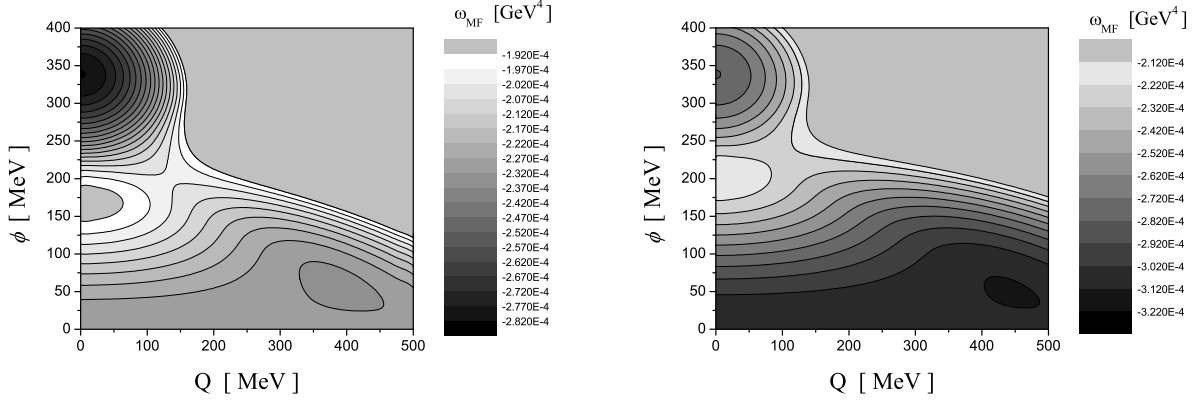 ω_MF [GeV^4]
-1.920E-4
-1.970E-4
-2.020E-4
-2.070E-4
-2.120E-4
-2.170E-4
-2.220E-4
-2.270E-4
-2.320E-4
-2.370E-4
-2.420E-4
-2.470E-4
-2.520E-4
-2.570E-4
-2.620E-4
-2.670E-4
-2.720E-4
-2.770E-4
-2.820E-4
400
350
300
250
200
150
100
50
0
ϕ [ MeV ]
0 100 200 300 400 500
Q [ MeV ]
ω_MF [GeV^4]
-2.120E-4
-2.220E-4
-2.320E-4
-2.420E-4
-2.520E-4
-2.620E-4
-2.720E-4
-2.820E-4
-2.920E-4
-3.020E-4
-3.120E-4
-3.220E-4
400
350
300
250
200
150
100
50
0
ϕ [ MeV ]
0 100 200 300 400 500
Q [ MeV ]